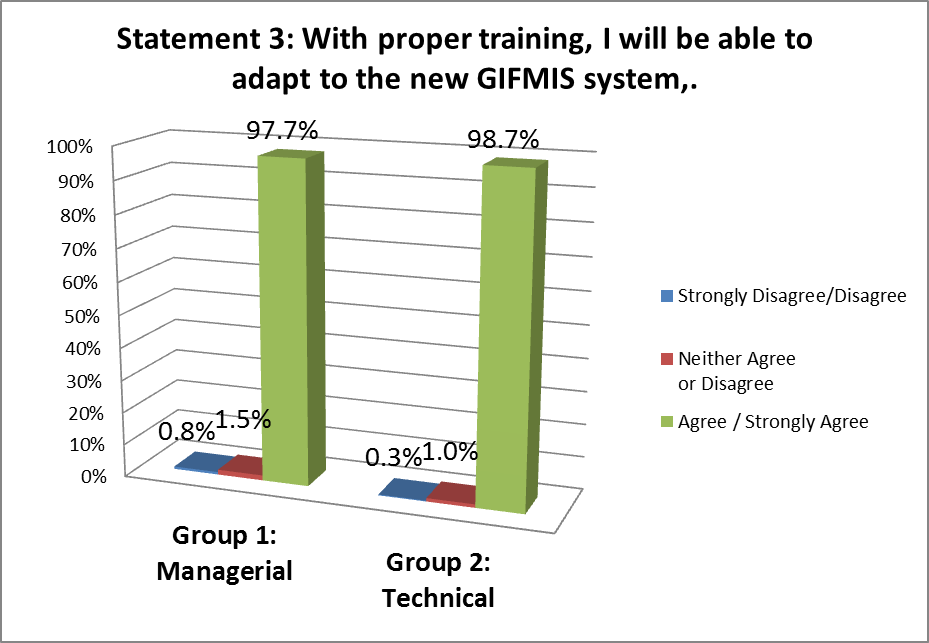 Statement 3: With proper training, I will be able to
adapt to the new GIFMIS system,.
97.7%
98.7%
100%
90%
80%
70%
60%
50%
40%
30%
20%
10%
0%
0.8%
1.5%
0.3%
1.0%
Strongly Disagree/Disagree
Neither Agree
or Disagree
Agree / Strongly Agree
Group 1:
Managerial
Group 2:
Technical